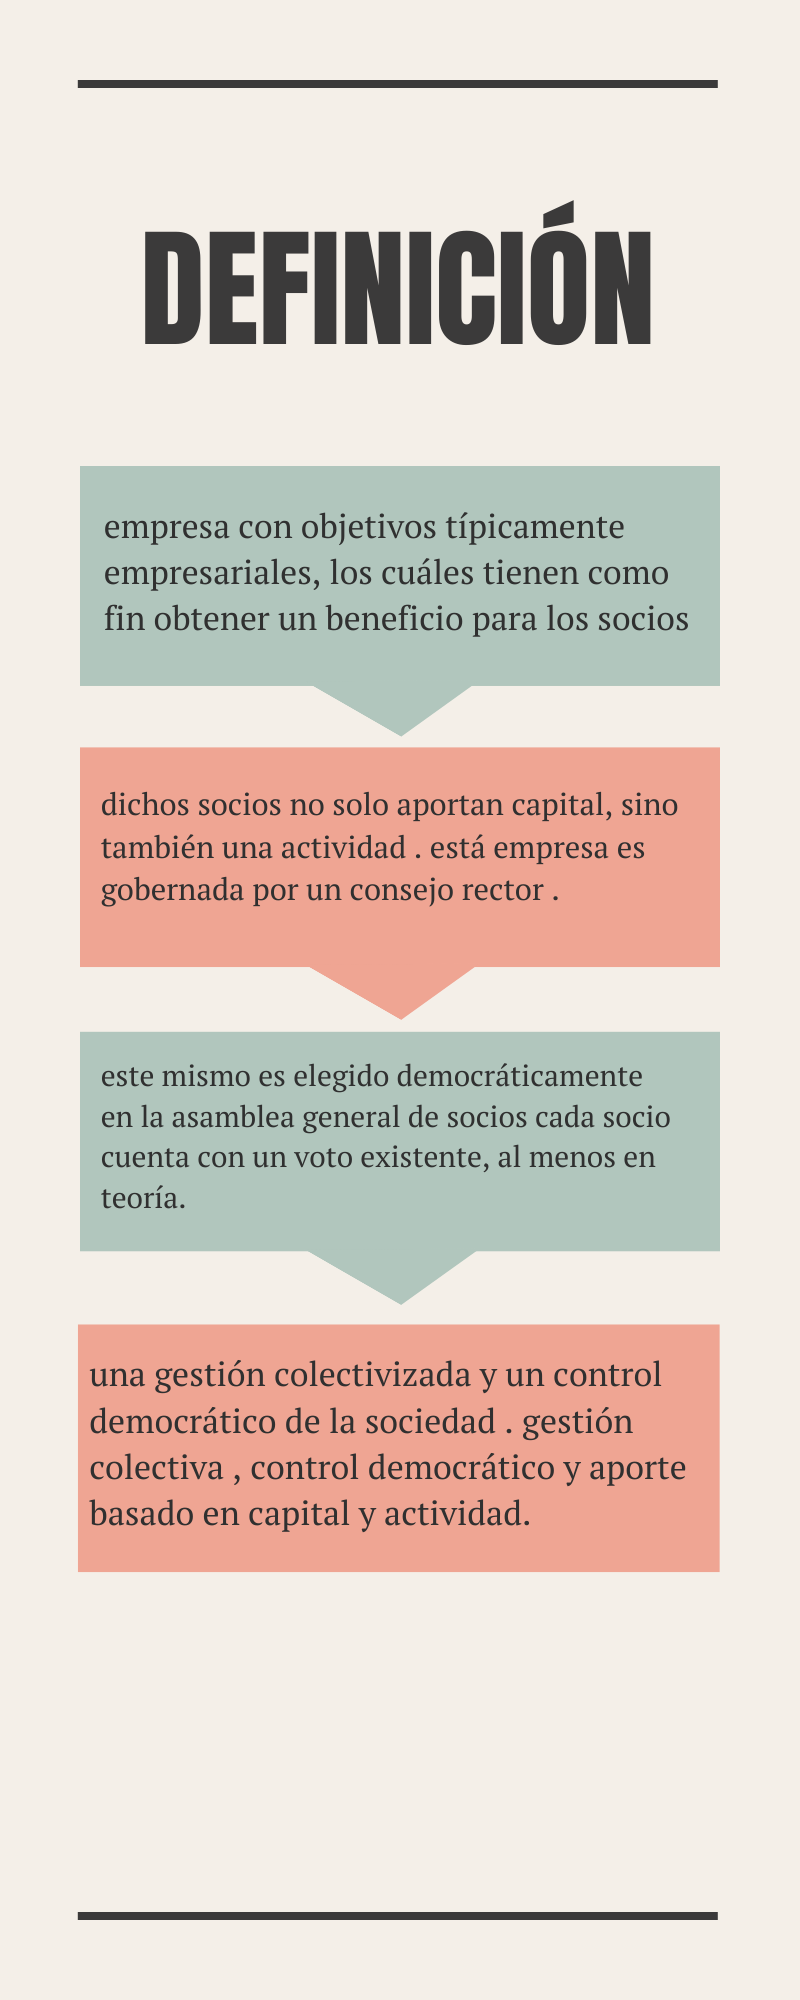 DEFINICIÓN
empresa con objetivos típicamente
empresariales, los cuáles tienen como
fin obtener un beneficio para los socios
dichos socios no solo aportan capital, sino
también una actividad . está empresa es
gobernada por un consejo rector .
este mismo es elegido democráticamente
en la asamblea general de socios cada socio
cuenta con un voto existente, al menos en
teoría.
una gestión colectivizada y un control
democrático de la sociedad . gestión
colectiva , control democrático y aporte
basado en capital y actividad.